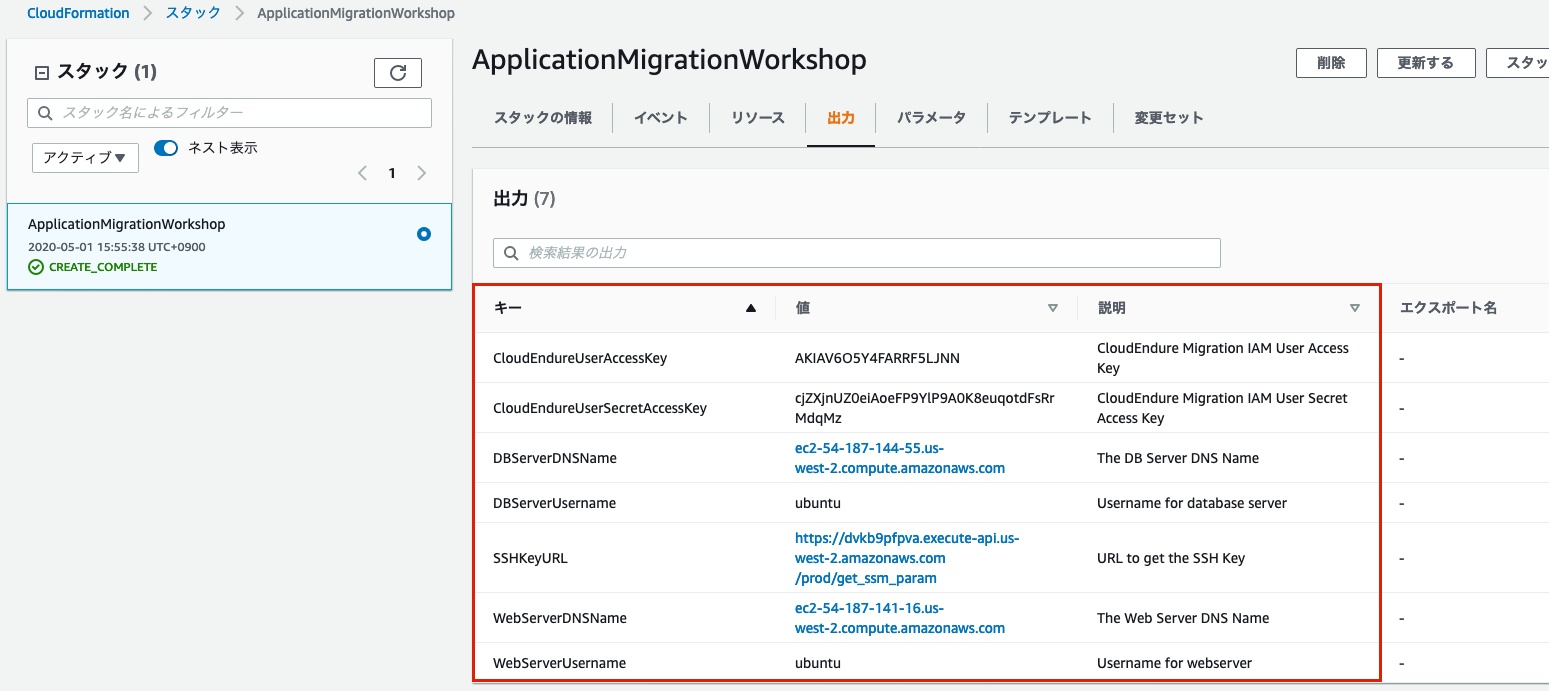 CloudFormation > スタック > ApplicationMigrationWorkshop
スタック (1)
スタック名によるフィルター
アクティブ▼
ネスト表示
< 1 >
ApplicationMigrationWorkshop
2020-05-01 15:55:38 UTC+0900
CREATE_COMPLETE
ApplicationMigrationWorkshop
削除
更新する
スタッ
スタックの情報
イベント
リソース
出力
パラメータ
テンプレート
変更セット
出力 (7)
検索結果の出力
キー ▲ 値 ▽ 説明 ▽ エクスポート名
CloudEndureUserAccessKey
AKIAV6O5Y4FARRF5LJNN
CloudEndure Migration IAM User Access
Key
-
CloudEndureUserSecretAccessKey
cjZXjnUZ0eiAoeFP9YlP9A0K8euqotdFsRr
MdqMz
CloudEndure Migration IAM User Secret
Access Key
-
DBServerDNSName
ec2-54-187-144-55.us-
west-2.compute.amazonaws.com
The DB Server DNS Name
-
DBServerUsername
ubuntu
Username for database server
-
SSHKeyURL
https://dvkb9pfpva.execute-api.us-
west-2.amazonaws.com
/prod/get_ssm_param
URL to get the SSH Key
-
WebServerDNSName
ec2-54-187-141-16.us-
west-2.compute.amazonaws.com
The Web Server DNS Name
-
WebServerUsername
ubuntu
Username for webserver
-